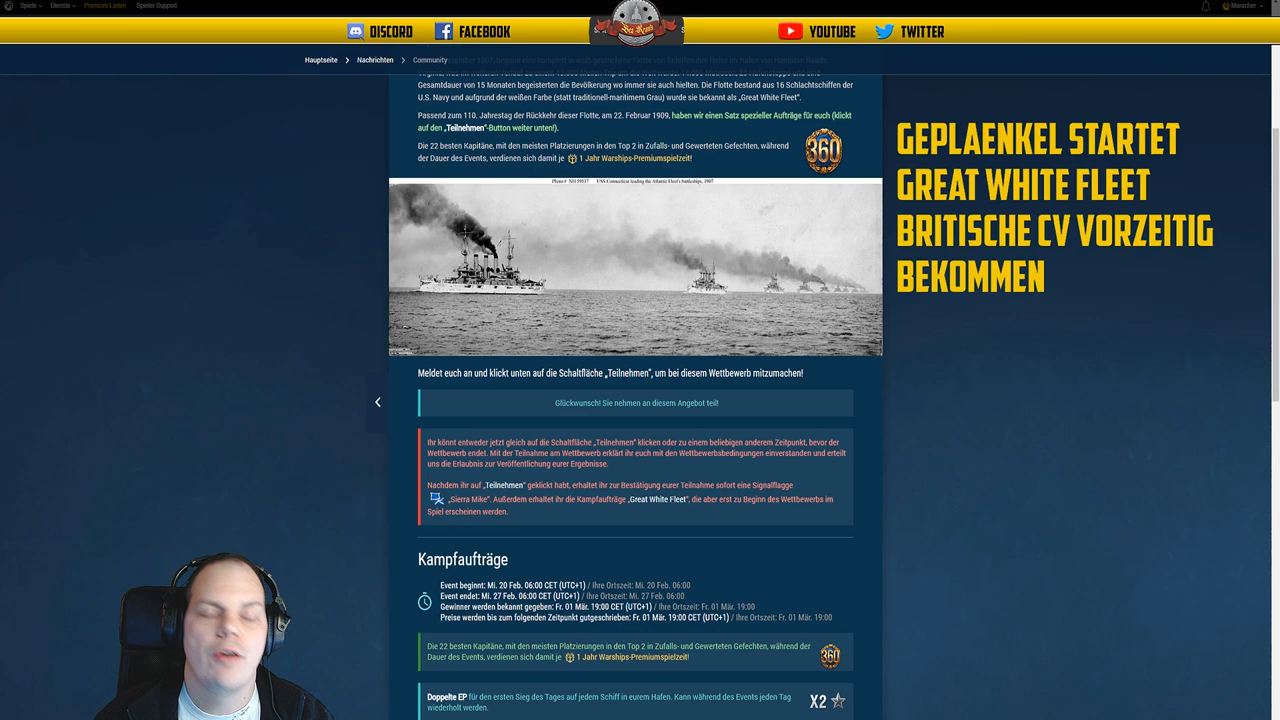 Spiele
Dienste
Premium-Laden
Spieler Support
Maracher
DISCORD
FACEBOOK
YOUTUBE
TWITTER
Hauptseite
Nachrichten
Community
Gesamtdauer von 15 Monaten begeisterten die Bevölkerung wo immer sie auch hielten. Die Flotte bestand aus 16 Schlachtschiffen der
U.S. Navy und aufgrund der weißen Farbe (statt traditionell-maritimem Grau) wurde sie bekannt als „Great White Fleet".
Passend zum 110. Jahrestag der Rückkehr dieser Flotte, am 22. Februar 1909, haben wir einen Satz spezieller Aufträge für euch (klickt
auf den „Teilnehmen"-Button weiter unten!).
Die 22 besten Kapitäne, mit den meisten Platzierungen in den Top 2 in Zufalls- und Gewerteten Gefechten, während
der Dauer des Events, verdienen sich damit je 1 Jahr Warships-Premiumspielzeit!
360
Photo # NH 59537 USS Connecticut leading the Atlantic Fleet's battleships, 1907
GEPLAENKEL STARTET
GREAT WHITE FLEET
BRITISCHE CV VORZEITIG
BEKOMMEN
Meldet euch an und klickt unten auf die Schaltfläche „Teilnehmen", um bei diesem Wettbewerb mitzumachen!
Glückwunsch! Sie nehmen an diesem Angebot teil!
Ihr könnt entweder jetzt gleich auf die Schaltfläche „Teilnehmen" klicken oder zu einem beliebigen anderem Zeitpunkt, bevor der
Wettbewerb endet. Mit der Teilnahme am Wettbewerb erklärt ihr euch mit den Wettbewerbsbedingungen einverstanden und erteilt
uns die Erlaubnis zur Veröffentlichung eurer Ergebnisse.
Nachdem ihr auf „Teilnehmen" geklickt habt, erhaltet ihr zur Bestätigung eurer Teilnahme sofort eine Signalflagge
„Sierra Mike". Außerdem erhaltet ihr die Kampfaufträge „Great White Fleet", die aber erst zu Beginn des Wettbewerbs im
Spiel erscheinen werden.
Kampfaufträge
Event beginnt: Mi. 20 Feb. 06:00 CET (UTC+1) / Ihre Ortszeit: Mi. 20 Feb. 06:00
Event endet: Mi. 27 Feb. 06:00 CET (UTC+1) / Ihre Ortszeit: Mi. 27 Feb. 06:00
Gewinner werden bekannt gegeben: Fr. 01 Mär. 19:00 CET (UTC+1) / Ihre Ortszeit: Fr. 01 Mär. 19:00
Preise werden bis zum folgenden Zeitpunkt gutgeschrieben: Fr. 01 Mär. 19:00 CET (UTC+1) / Ihre Ortszeit: Fr. 01 Mär. 19:00
Die 22 besten Kapitäne, mit den meisten Platzierungen in den Top 2 in Zufalls- und Gewerteten Gefechten, während der
Dauer des Events, verdienen sich damit je 1 Jahr Warships-Premiumspielzeit!
360
Doppelte EP für den ersten Sieg des Tages auf jedem Schiff in eurem Hafen. Kann während des Events jeden Tag
wiederholt werden.
X2